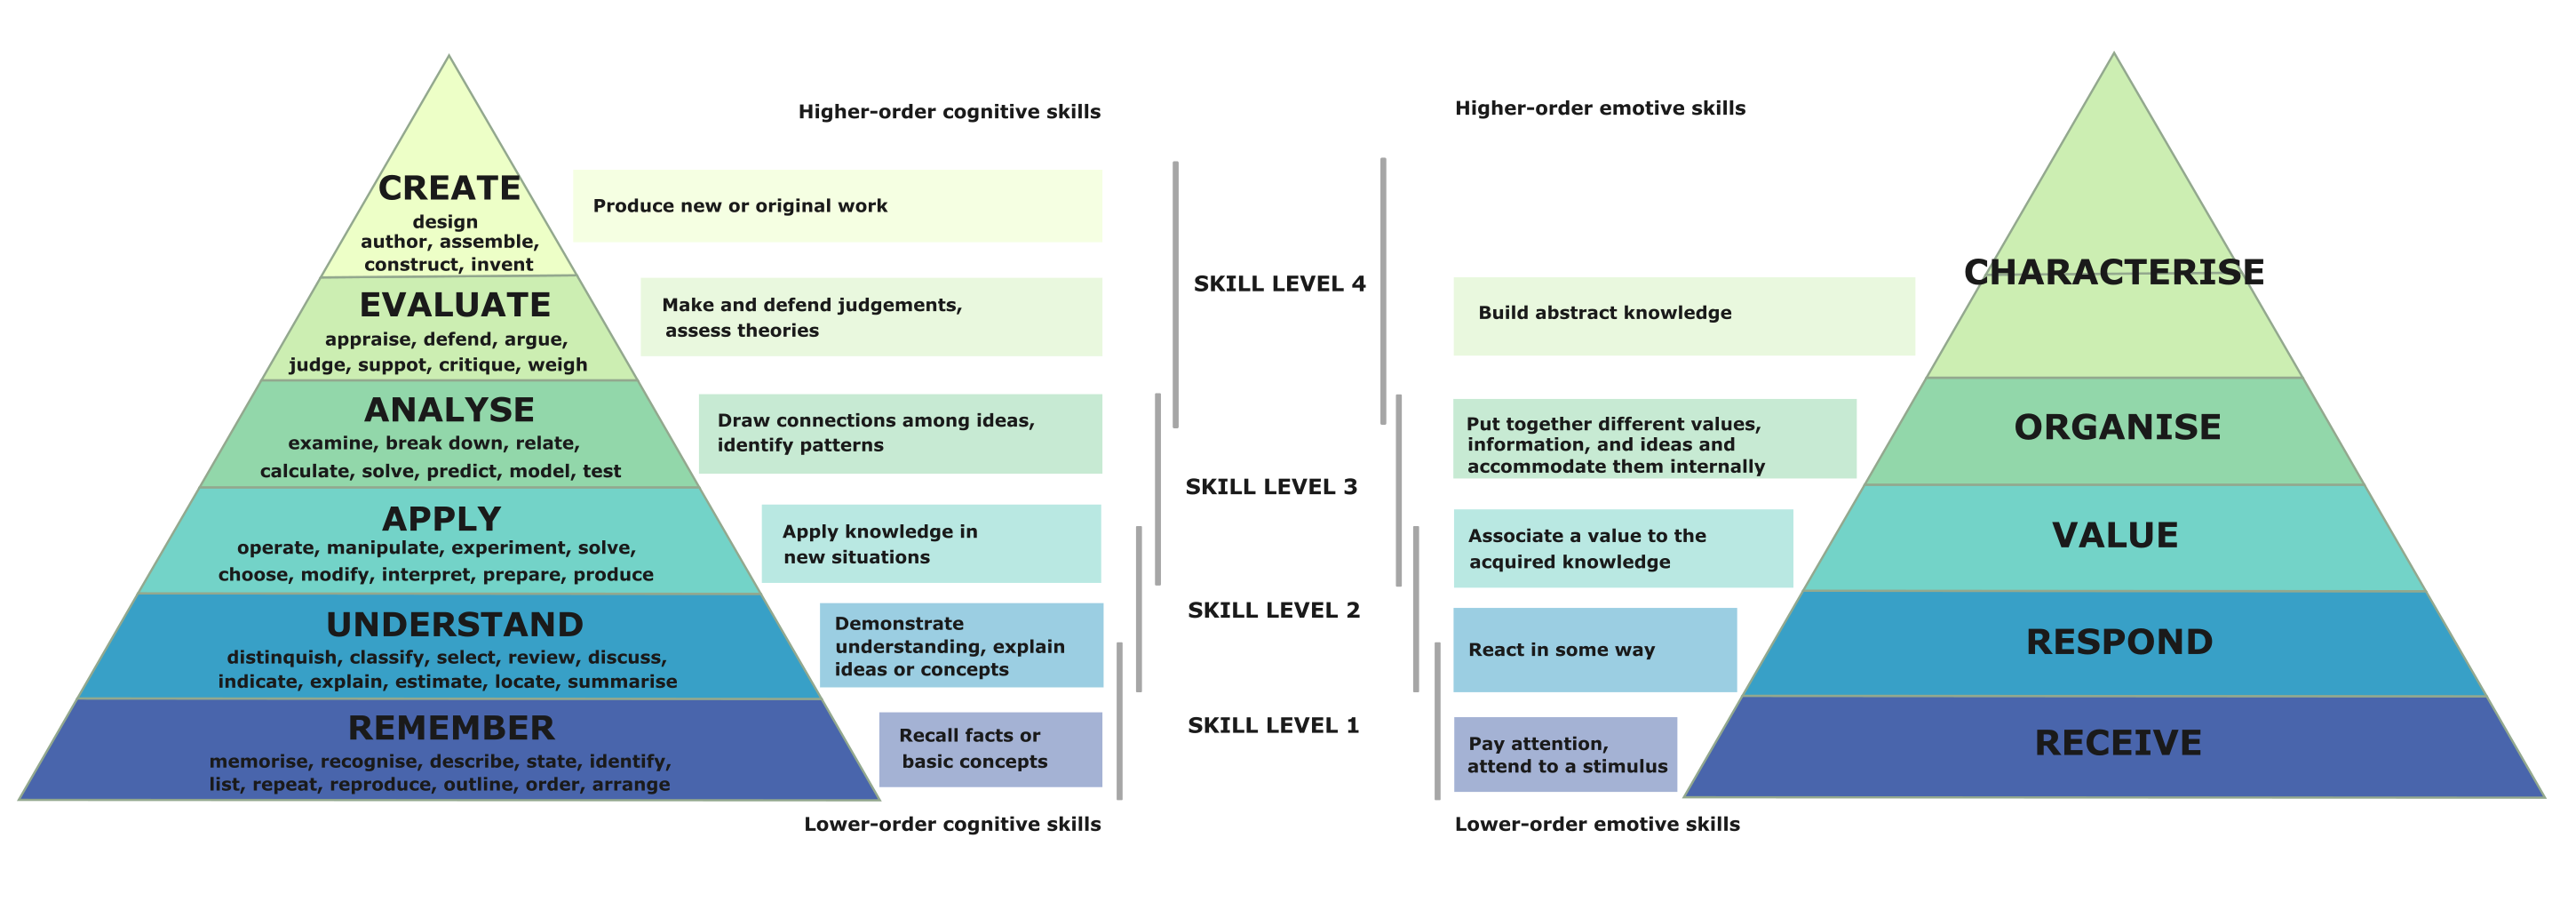 CREATE
design
author, assemble,
construct, invent
EVALUATE
appraise, defend, argue,
judge, suppot, critique, weigh
ANALYSE
examine, break down, relate,
calculate, solve, predict, model, test
APPLY
operate, manipulate, experiment, solve,
choose, modify, interpret, prepare, produce
UNDERSTAND
distinquish, classify, select, review, discuss,
indicate, explain, estimate, locate, summarise
REMEMBER
memorise, recognise, describe, state, identify,
list, repeat, reproduce, outline, order, arrange
Higher-order cognitive skills
Produce new or original work
Make and defend judgements,
assess theories
Draw connections among ideas,
identify patterns
Apply knowledge in
new situations
Demonstrate
understanding, explain
ideas or concepts
Recall facts or
basic concepts
Lower-order cognitive skills
SKILL LEVEL 4
SKILL LEVEL 3
SKILL LEVEL 2
SKILL LEVEL 1
Higher-order emotive skills
Build abstract knowledge
Put together different values,
information, and ideas and
accommodate them internally
Associate a value to the
acquired knowledge
React in some way
Pay attention,
attend to a stimulus
Lower-order emotive skills
CHARACTERISE
ORGANISE
VALUE
RESPOND
RECEIVE